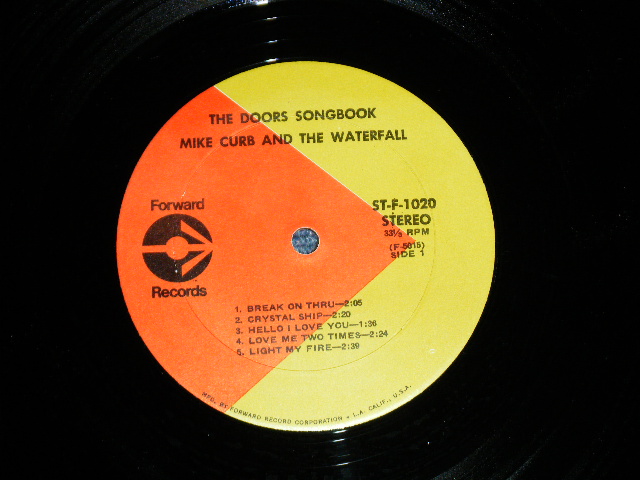 THE DOORS SONGBOOK
MIKE CURB AND THE WATERFALL
Forward
Records
ST-F-1020
STEREO
33⅓ RPM
(F-5015)
SIDE 1
1. BREAK ON THRU—2:05
2. CRYSTAL SHIP—2:20
3. HELLO I LOVE YOU—1:36
4. LOVE ME TWO TIMES—2:24
5. LIGHT MY FIRE—2:39
MFG. BY FORWARD RECORD CORPORATION • L.A. CALIF., U.S.A.